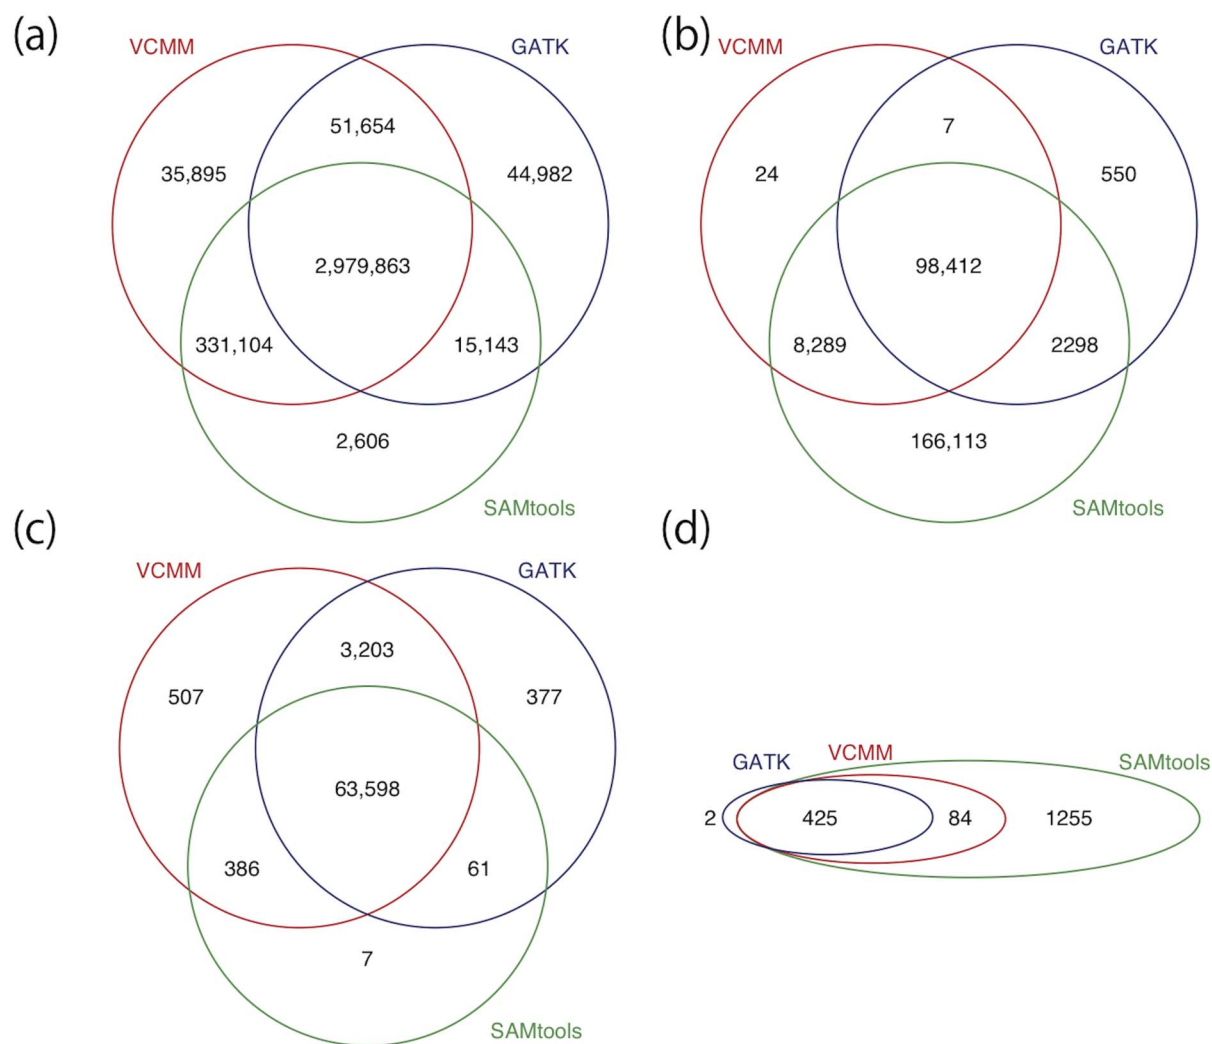 (a)
VCMM
GATK
51,654
35,895
44,982
2,979,863
331,104
15,143
2,606
SAMtools
(b)
VCMM
GATK
7
24
550
98,412
8,289
2298
166,113
SAMtools
(c)
VCMM
GATK
3,203
507
377
63,598
386
61
7
SAMtools
(d)
GATK
VCMM
SAMtools
2
425
84
1255